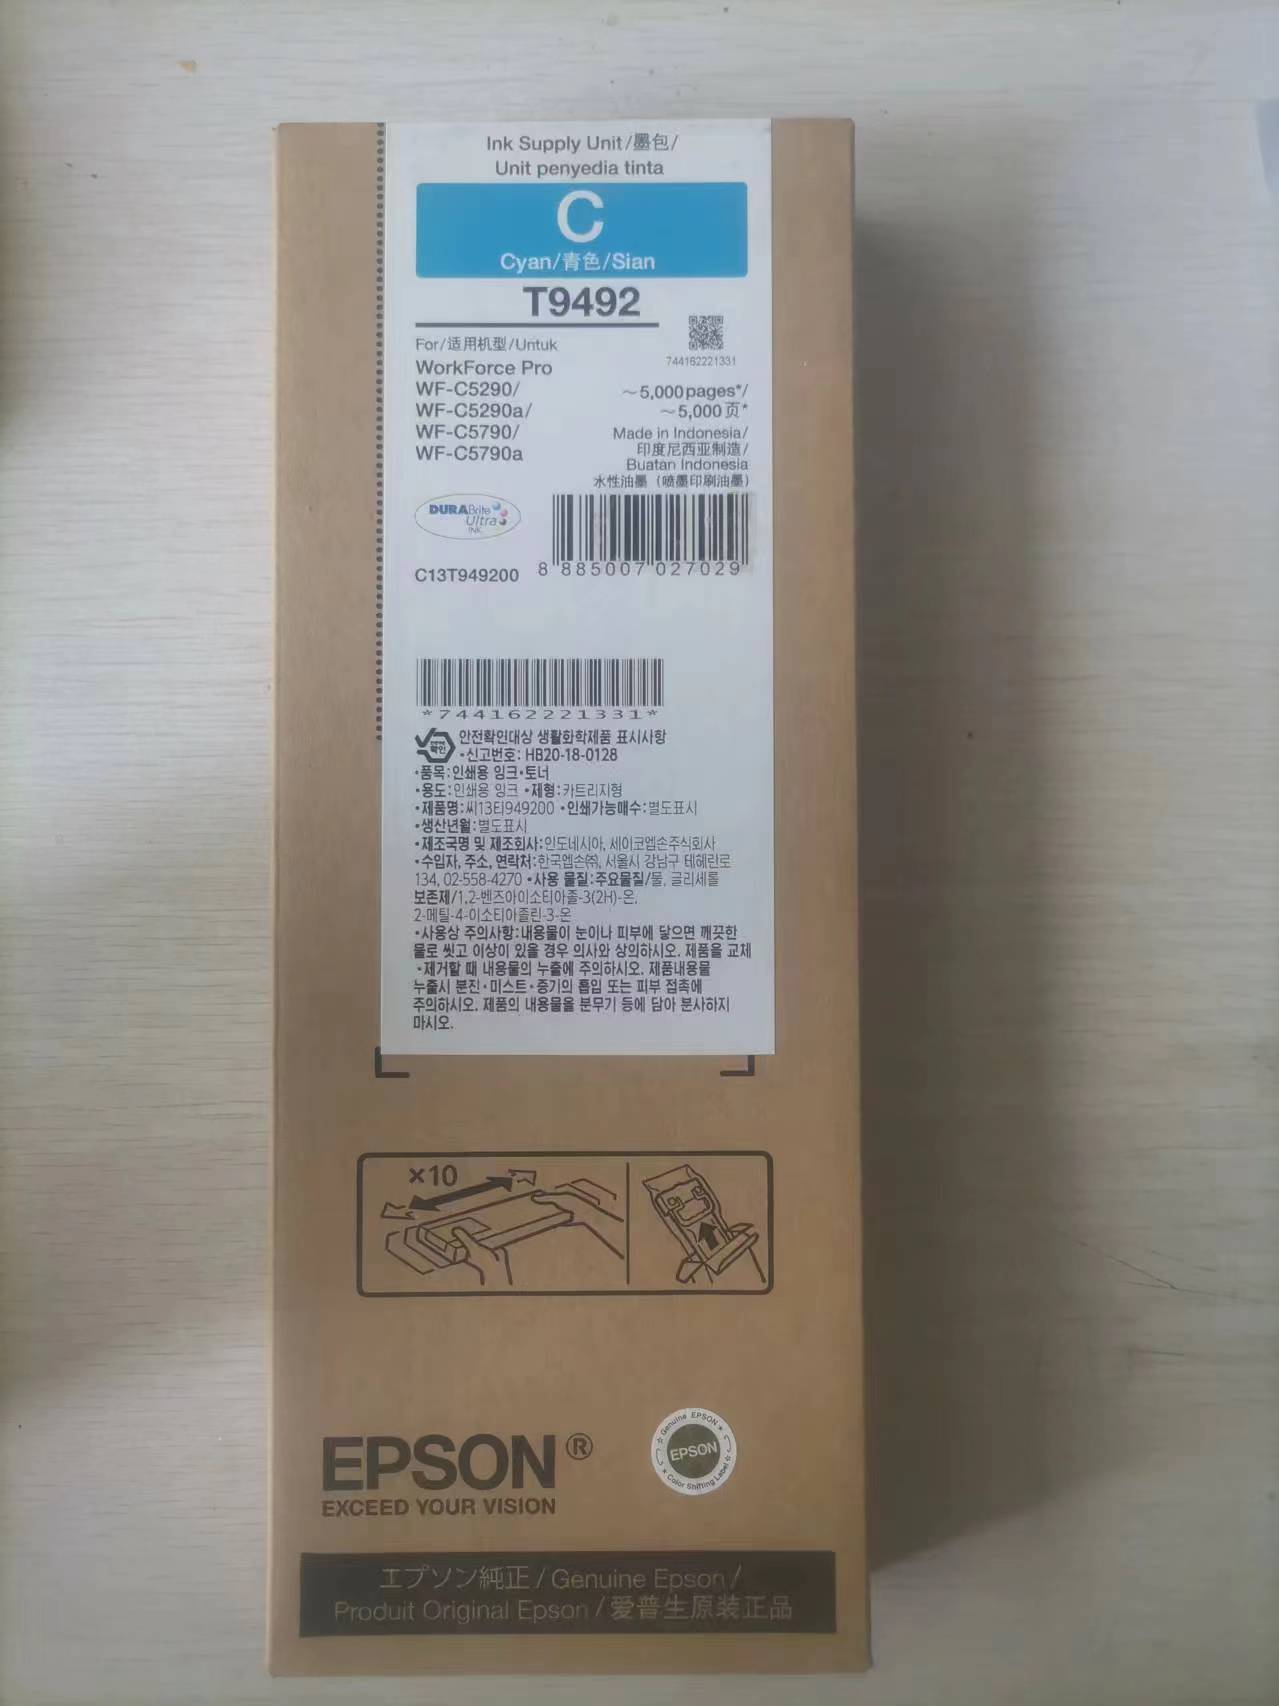 Ink Supply Unit/墨包/
Unit penyedia tinta
C
Cyan/青色/Sian
T9492
For/适用机型/Untuk
744162221331
WorkForce Pro
WF-C5290/
WF-C5290a/
WF-C5790/
WF-C5790a
~5,000pages*/
~5,000页*
Made in Indonesia/
印度尼西亚制造/
Buatan Indonesia
水性油墨（喷墨印刷油墨）
DURABrite
Ultra
INK
C13T949200
8 885007 027029
*744162221331*
확인
안전확인대상 생활화학제품 표시사항
•신고번호: HB20-18-0128
•품목:인쇄용 잉크•토너
•용도:인쇄용 잉크 •제형:카트리지형
•제품명:씨13티949200 •인쇄가능매수:별도표시
•생산년월:별도표시
•제조국명 및 제조회사:인도네시아, 세이코엡손주식회사
•수입자, 주소, 연락처:한국엡손㈜, 서울시 강남구 테헤란로
134, 02-558-4270 •사용 물질:주요물질/물, 글리세롤
보존제/1,2-벤즈아이소티아졸-3(2H)-온,
2-메틸-4-이소티아졸린-3-온
•사용상 주의사항:내용물이 눈이나 피부에 닿으면 깨끗한
물로 씻고 이상이 있을 경우 의사와 상의하시오. 제품을 교체
•제거할 때 내용물의 누출에 주의하시오. 제품내용물
누출시 분진•미스트•증기의 흡입 또는 피부 접촉에
주의하시오. 제품의 내용물을 분무기 등에 담아 분사하지
마시오.
×10
EPSON®
EXCEED YOUR VISION
Genuine EPSON
EPSON
Color Shifting Label
エプソン純正/Genuine Epson/
Produit Original Epson/爱普生原装正品